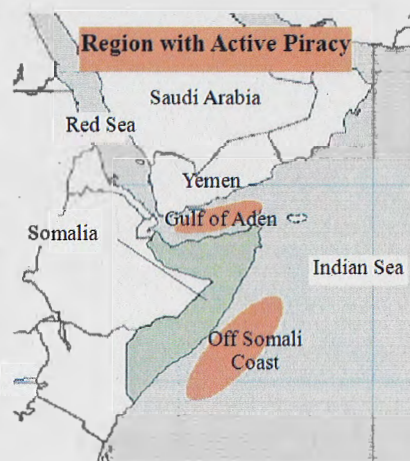 Region with Active Piracy
Saudi Arabia
Red Sea
Yemen
Gulf of Aden
Somalia
Indian Sea
Off Somali
Coast